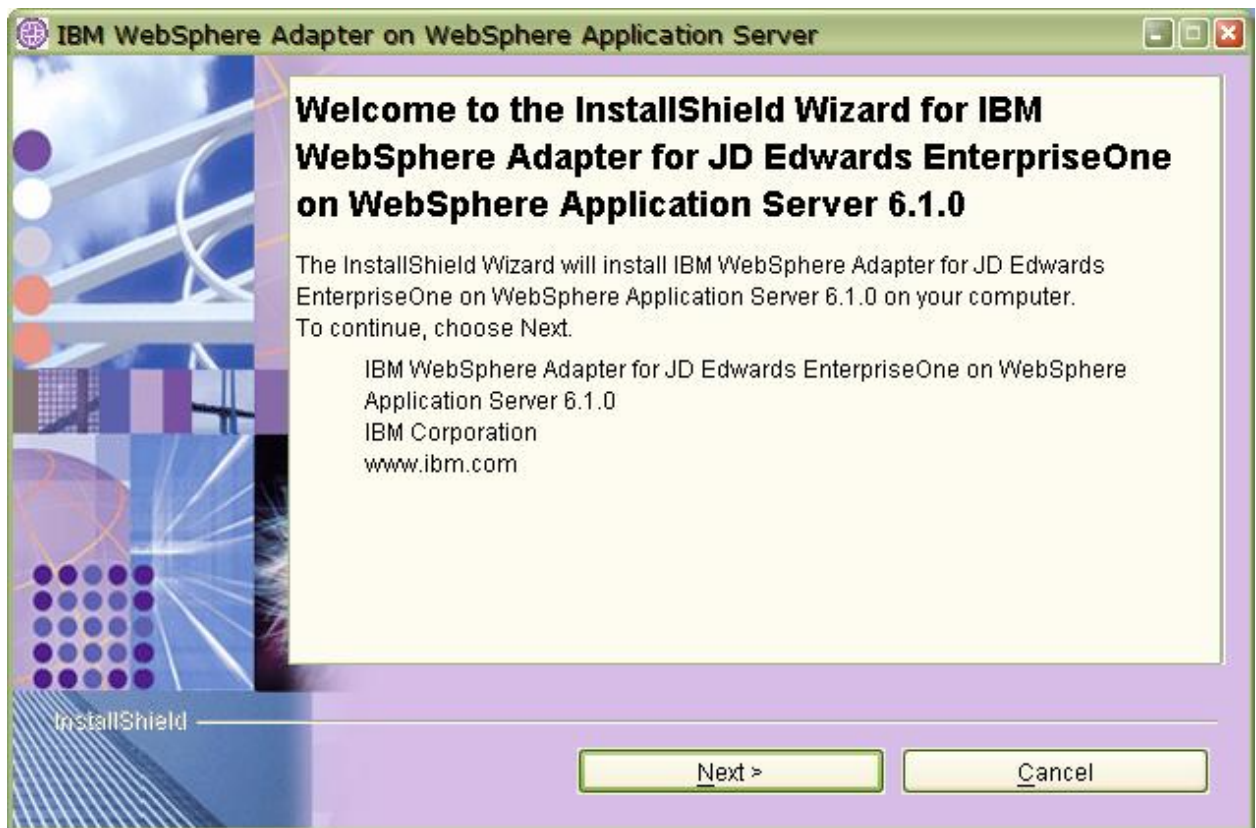 IBM WebSphere Adapter on WebSphere Application Server
Welcome to the InstallShield Wizard for IBM
WebSphere Adapter for JD Edwards EnterpriseOne
on WebSphere Application Server 6.1.0
The InstallShield Wizard will install IBM WebSphere Adapter for JD Edwards
EnterpriseOne on WebSphere Application Server 6.1.0 on your computer.
To continue, choose Next.
IBM WebSphere Adapter for JD Edwards EnterpriseOne on WebSphere
Application Server 6.1.0
IBM Corporation
www.ibm.com
InstallShield
Next >
Cancel